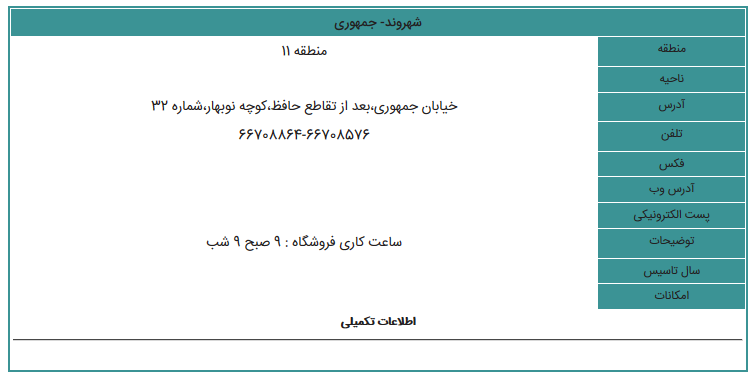 شهروند- جمهوری
منطقه منطقه ۱۱
ناحیه
آدرس خیابان جمهوری،بعد از تقاطع حافظ،کوچه نوبهار،شماره ۳۲
تلفن ۶۶۷۰۸۸۶۴-۶۶۷۰۸۵۷۶
فکس
آدرس وب
پست الکترونیکی
توضیحات ساعت کاری فروشگاه : ۹ صبح ۹ شب
سال تاسیس
امکانات
اطلاعات تکمیلی